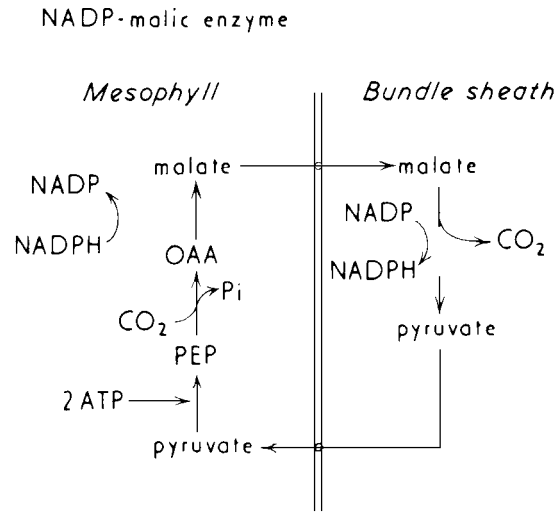 NADP-malic enzyme
Mesophyll
Bundle sheath
malate
malate
NADP
NADPH
NADP
NADPH
CO₂
OAA
Pi
CO₂
PEP
pyruvate
2 ATP
pyruvate